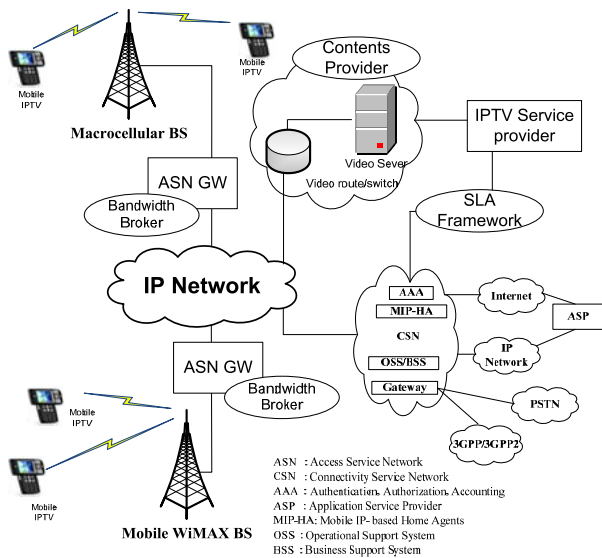 Mobile
IPTV
Mobile
IPTV
Macrocellular BS
Contents
Provider
Video Sever
Video route/switch
IPTV Service
provider
SLA
Framework
ASN GW
Bandwidth
Broker
IP Network
ASN GW
Bandwidth
Broker
AAA
MIP-HA
CSN
OSS/BSS
Gateway
Internet
IP
Network
ASP
PSTN
3GPP/3GPP2
Mobile
IPTV
Mobile
IPTV
Mobile WiMAX BS
ASN : Access Service Network
CSN : Connectivity Service Network
AAA : Authentication, Authorization, Accounting
ASP : Application Service Provider
MIP-HA: Mobile IP-based Home Agents
OSS : Operational Support System
BSS : Business Support System